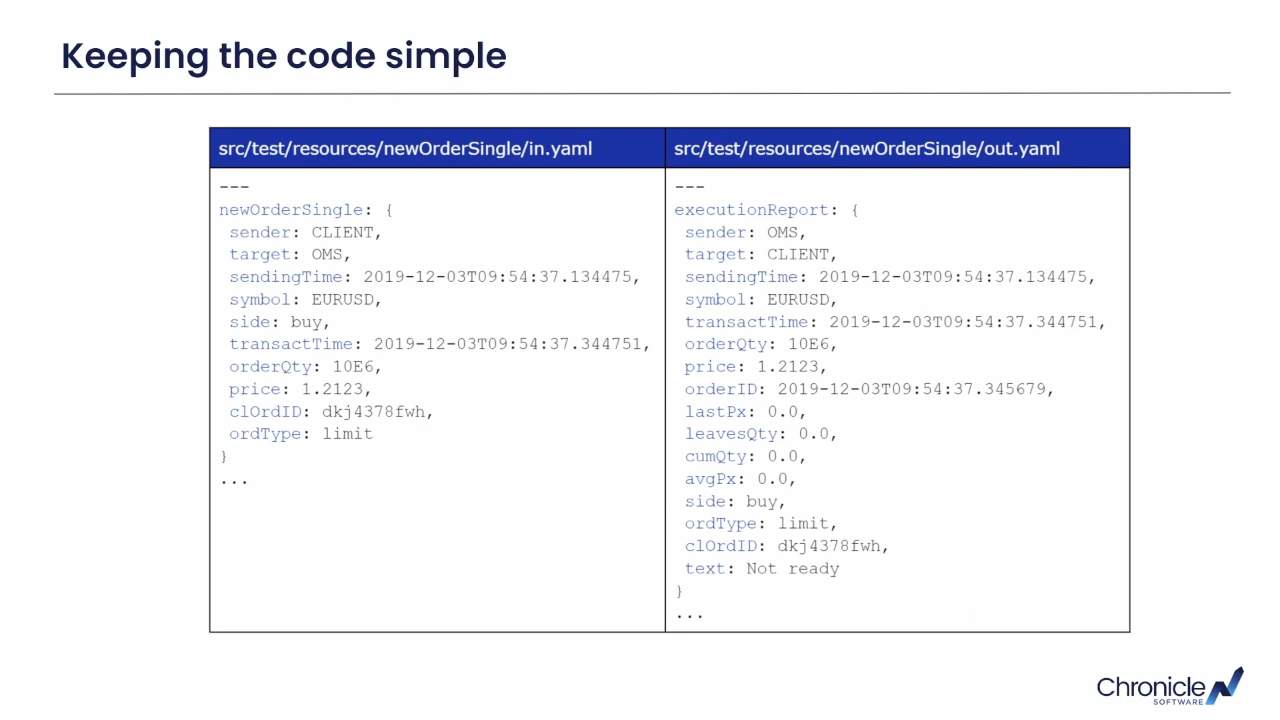 Keeping the code simple
src/test/resources/newOrderSingle/in.yaml
---
newOrderSingle: {
 sender: CLIENT,
 target: OMS,
 sendingTime: 2019-12-03T09:54:37.134475,
 symbol: EURUSD,
 side: buy,
 transactTime: 2019-12-03T09:54:37.344751,
 orderQty: 10E6,
 price: 1.2123,
 clOrdID: dkj4378fwh,
 ordType: limit
}
...
src/test/resources/newOrderSingle/out.yaml
---
executionReport: {
 sender: OMS,
 target: CLIENT,
 sendingTime: 2019-12-03T09:54:37.134475,
 symbol: EURUSD,
 transactTime: 2019-12-03T09:54:37.344751,
 orderQty: 10E6,
 price: 1.2123,
 orderID: 2019-12-03T09:54:37.345679,
 lastPx: 0.0,
 leavesQty: 0.0,
 cumQty: 0.0,
 avgPx: 0.0,
 side: buy,
 ordType: limit,
 clOrdID: dkj4378fwh,
 text: Not ready
}
...
Chronicle
SOFTWARE